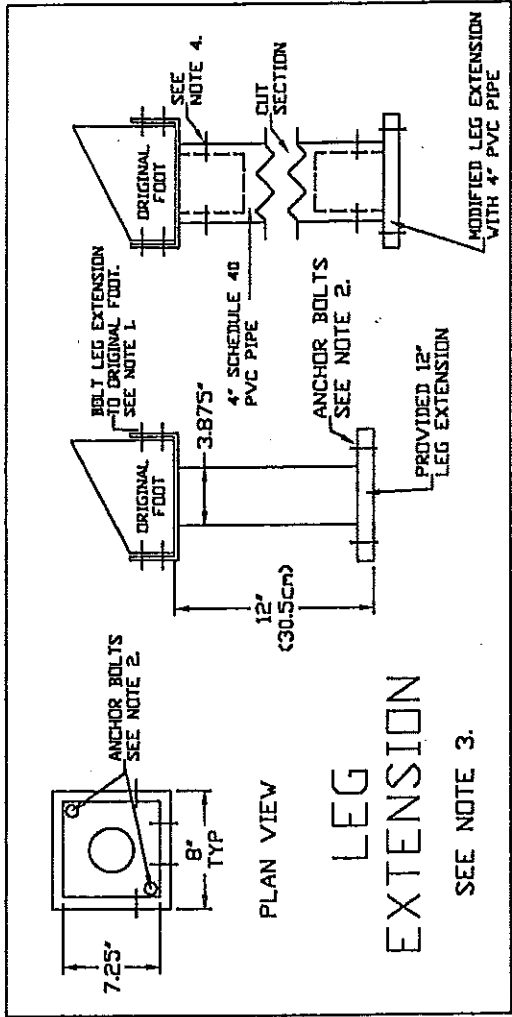 ANCHOR BOLTS
SEE NOTE 2.
7.25"
8"
TYP
PLAN VIEW
LEG
EXTENSION
SEE NOTE 3.
BOLT LEG EXTENSION
TO ORIGINAL FOOT.
SEE NOTE 1.
ORIGINAL
FOOT
3.875"
12"
(30.5cm)
ANCHOR BOLTS
SEE NOTE 2.
PROVIDED 12"
LEG EXTENSION
ORIGINAL
FOOT
SEE
NOTE 4.
4" SCHEDULE 40
PVC PIPE
CUT
SECTION
MODIFIED LEG EXTENSION
WITH 4" PVC PIPE